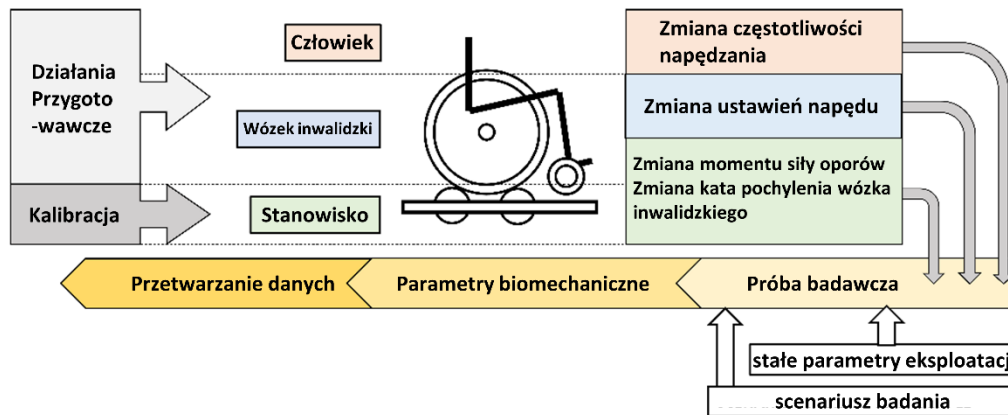 Działania
Przygoto
-wawcze
Kalibracja
Człowiek
Wózek inwalidzki
Stanowisko
Zmiana częstotliwości
napędzania
Zmiana ustawień napędu
Zmiana momentu siły oporów
Zmiana kata pochylenia wózka
inwalidzkiego
Przetwarzanie danych
Parametry biomechaniczne
Próba badawcza
stałe parametry eksploatacj
scenariusz badania